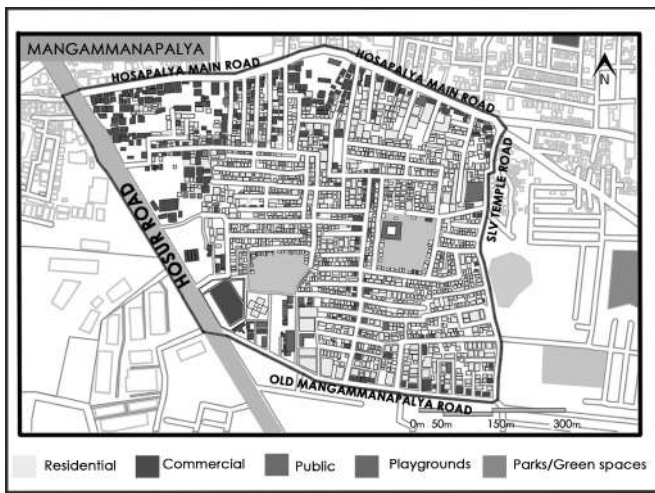 MANGAMMANAPALYA
HOSAPALYA MAIN ROAD
HOSAPALYA MAIN ROAD
N
SLV TEMPLE ROAD
HOSUR ROAD
OLD MANGAMMANAPALYA ROAD
0m 50m 150m 300m
Residential Commercial Public Playgrounds Parks/Green spaces